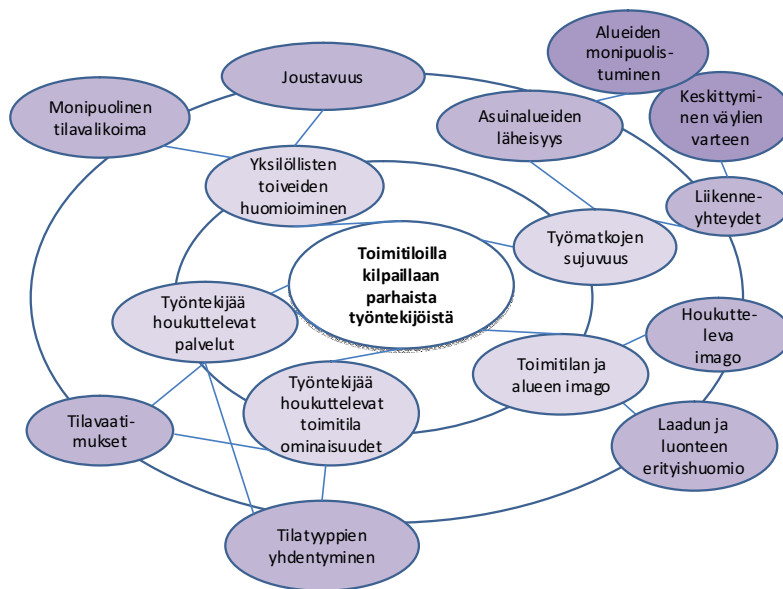 Alueiden
monipuolis-
tuminen
Joustavuus
Monipuolinen
tilavalikoima
Asuinalueiden
läheisyys
Keskittymi-
nen väylien
varteen
Yksilöllisten
toiveiden
huomioiminen
Liikenne-
yhteydet
Työmatkojen
sujuvuus
Toimitiloilla
kilpaillaan
parhaista
työntekijöistä
Työntekijää
houkuttelevat
palvelut
Houkutte-
leva
imago
Toimitilan ja
alueen imago
Työntekijää
houkuttelevat
toimitila
ominaisuudet
Tilavaati-
mukset
Laadun ja
luonteen
erityishuomio
Tilatyyppien
yhdentyminen